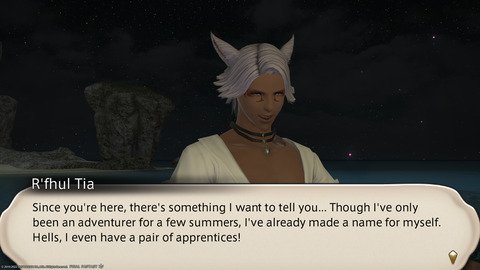 R'fhul Tia
Since you're here, there's something I want to tell you... Though I've only
been an adventurer for a few summers, I've already made a name for myself.
Hells, I even have a pair of apprentices!